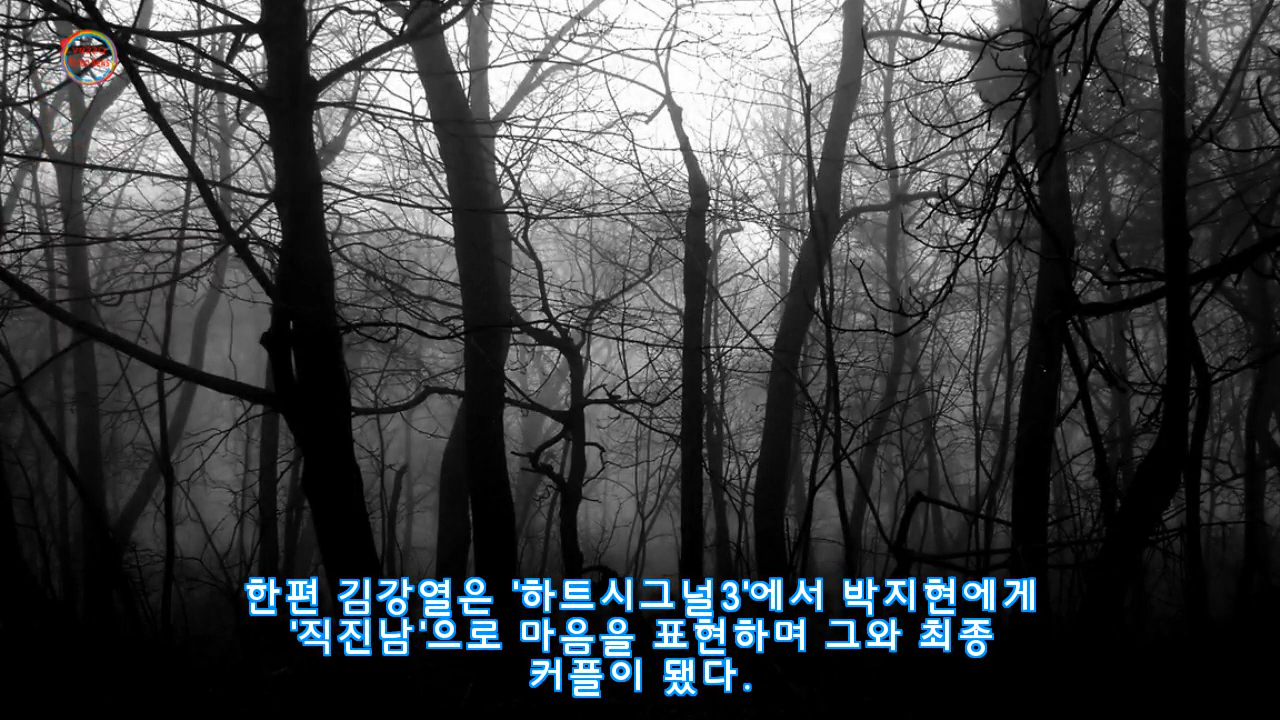 한편 김강열은 '하트시그널3'에서 박지현에게
'직진남'으로 마음을 표현하며 그와 최종
커플이 됐다.